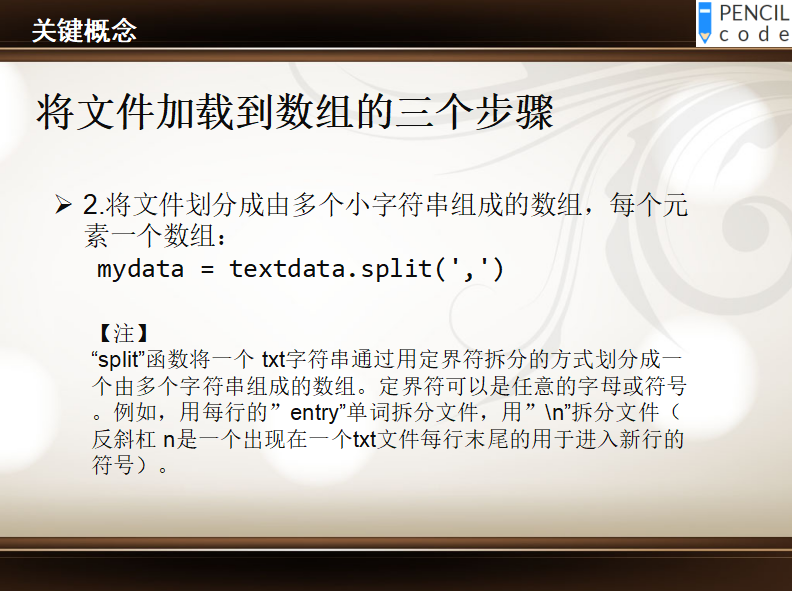 关键概念
PENCIL
code
将文件加载到数组的三个步骤
➢ 2.将文件划分成由多个小字符串组成的数组，每个元
素一个数组：
mydata = textdata.split(',')
【注】
“split”函数将一个 txt字符串通过用定界符拆分的方式划分成一
个由多个字符串组成的数组。定界符可以是任意的字母或符号
。例如，用每行的”entry”单词拆分文件，用”\n”拆分文件（
反斜杠 n是一个出现在一个txt文件每行末尾的用于进入新行的
符号）。